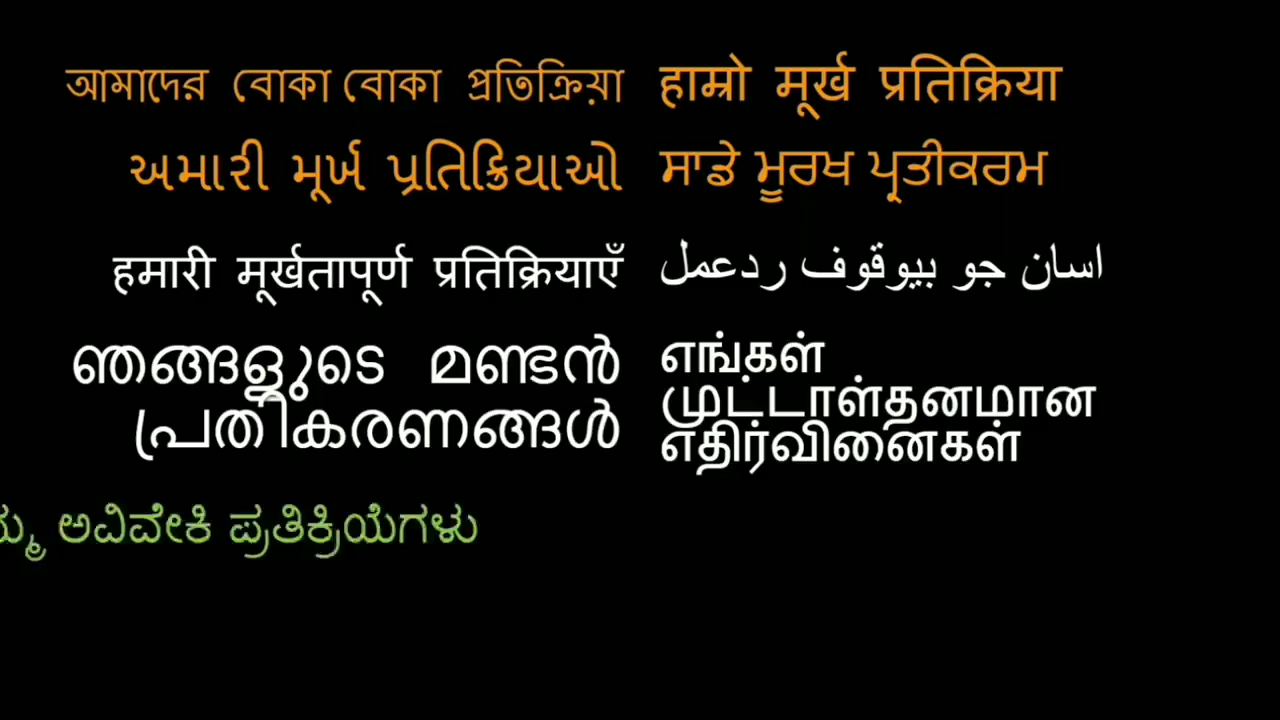 আমাদের বোকা বোকা প্রতিক্রিয়া
हाम्रो मूर्ख प्रतिक्रिया
અમારી મૂર્ખ પ્રતિક્રિયાઓ
ਸਾਡੇ ਮੂਰਖ ਪ੍ਰਤੀਕਰਮ
हमारी मूर्खतापूर्ण प्रतिक्रियाएँ
اسان جو بيوقوف ردعمل
ഞങ്ങളുടെ മണ്ടൻ
പ്രതികരണങ്ങൾ
எங்கள்
முட்டாள்தனமான
எதிர்வினைகள்
ಅವಿವೇಕಿ ಪ್ರತಿಕ್ರಿಯೆಗಳು